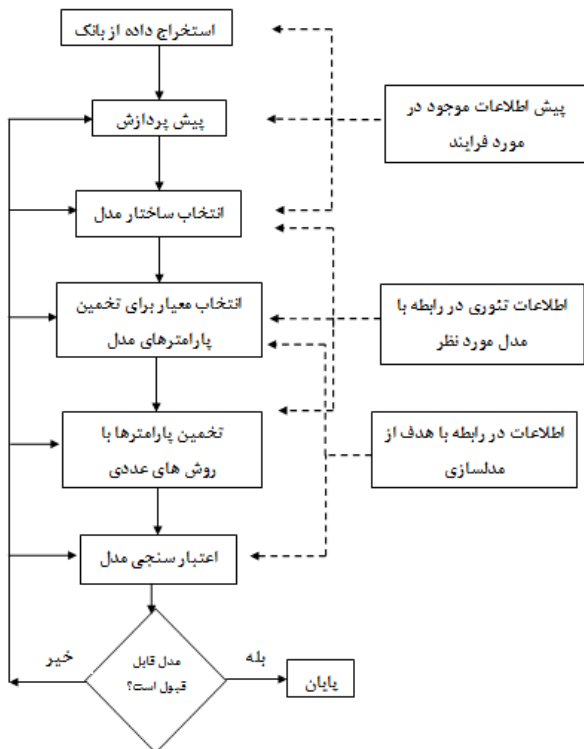 استخراج داده از بانک
پیش پردازش
پیش اطلاعات موجود در
مورد فرایند
انتخاب ساختار مدل
انتخاب معیار برای تخمین
پارامترهای مدل
اطلاعات تئوری در رابطه با
مدل مورد نظر
تخمین پارامترها با
روش های عددی
اطلاعات در رابطه با هدف از
مدلسازی
اعتبار سنجی مدل
مدل قابل
قبول است؟
خیر
بله
پایان